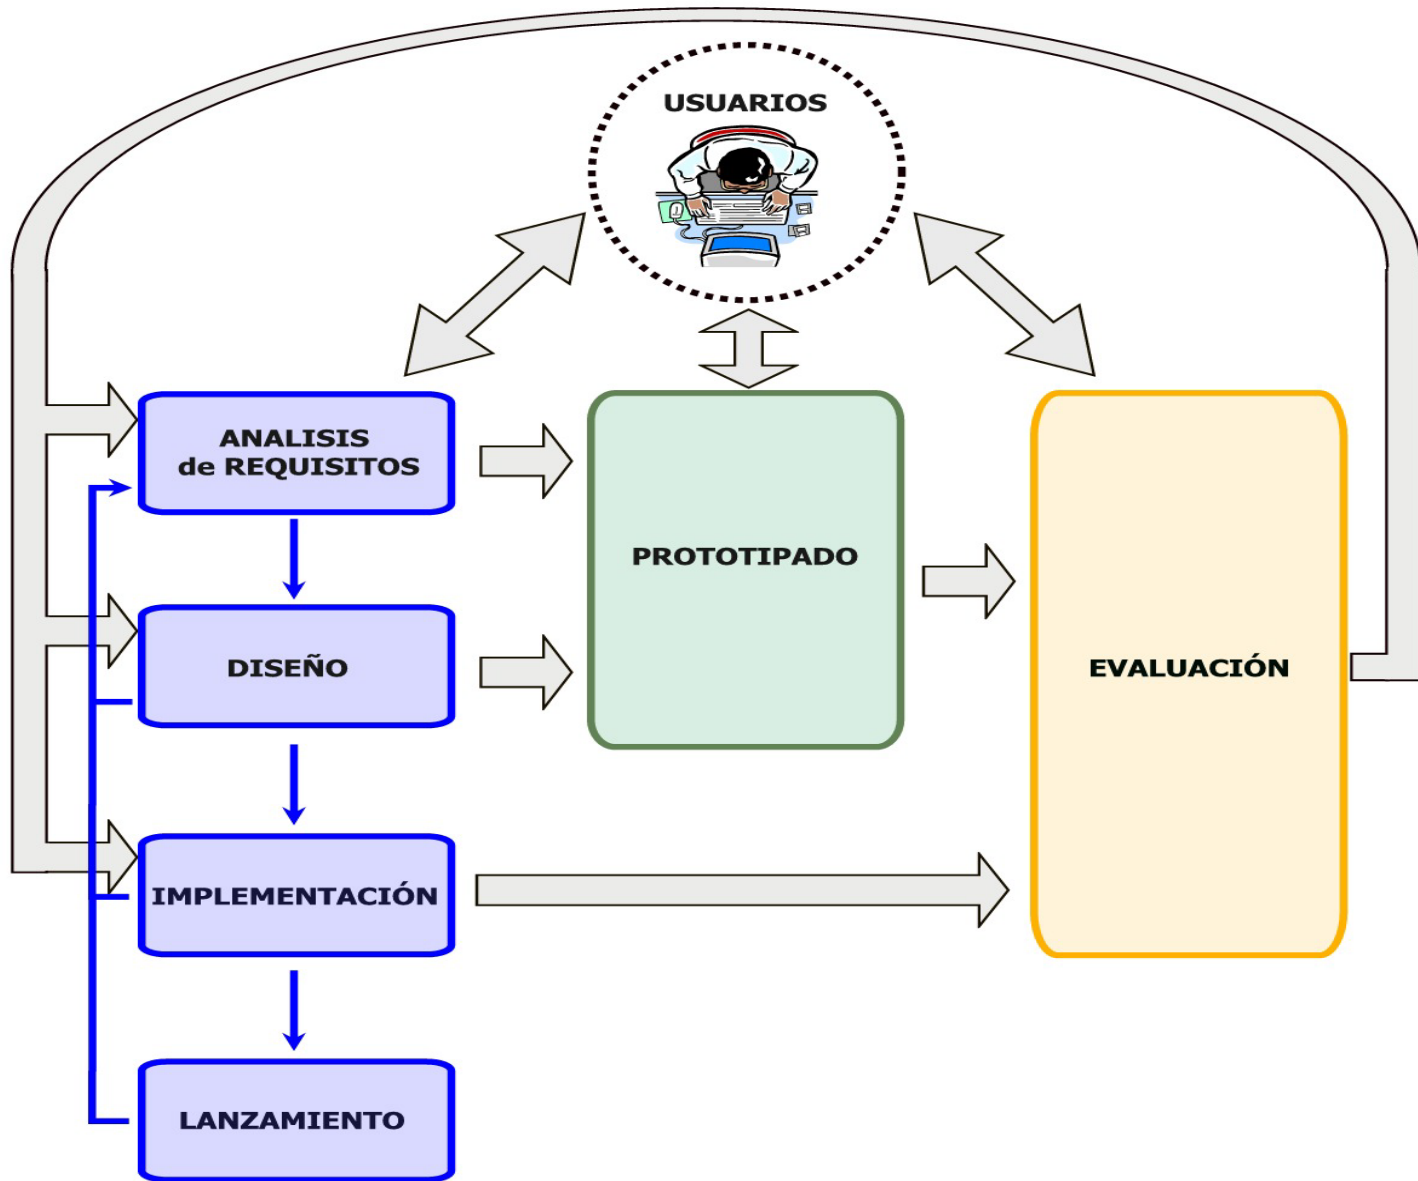 USUARIOS
ANALISIS
de REQUISITOS
PROTOTIPADO
DISEÑO
EVALUACIÓN
IMPLEMENTACIÓN
LANZAMIENTO